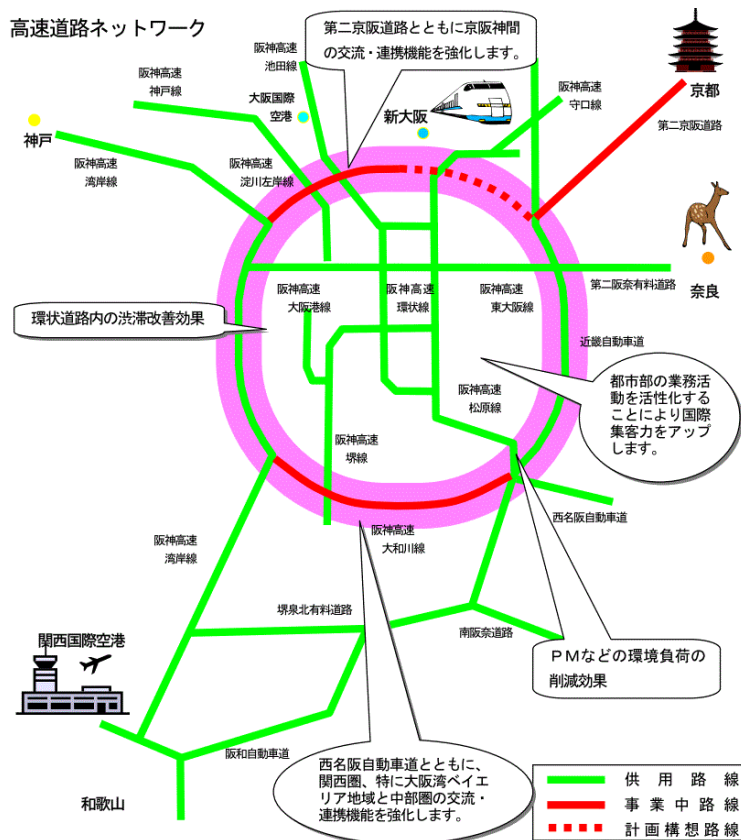 高速道路ネットワーク
第二京阪道路とともに京阪神間
の交流・連携機能を強化します。
阪神高速
池田線
阪神高速
神戸線
大阪国際
空港
新大阪
阪神高速
守口線
京都
第二京阪道路
神戸
阪神高速
湾岸線
阪神高速
淀川左岸線
第二阪奈有料道路
奈良
阪神高速
大阪港線
阪神高速
環状線
阪神高速
東大阪線
環状道路内の渋滞改善効果
近畿自動車道
都市部の業務活
動を活性化する
ことにより国際
集客力をアップ
します。
阪神高速
松原線
阪神高速
堺線
西名阪自動車道
阪神高速
大和川線
阪神高速
湾岸線
堺泉北有料道路
南阪奈道路
関西国際空港
PMなどの環境負荷の
削減効果
阪和自動車道
西名阪自動車道とともに、
関西圏、特に大阪湾ベイエ
リア地域と中部圏の交流・
連携機能を強化します。
和歌山
供用路線
事業中路線
計画構想路線